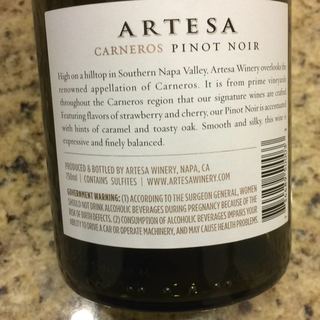 ARTESA
CARNEROS PINOT NOIR
High on a hilltop in Southern Napa Valley, Artesa Winery overlooks the
renowned appellation of Carneros. It is from prime vineyards
throughout the Carneros region that our signature wines are crafted.
Featuring flavors of strawberry and cherry, our Pinot Noir is accentuated
with hints of caramel and toasty oak. Smooth and silky, this wine is
expressive and finely balanced.
PRODUCED & BOTTLED BY ARTESA WINERY, NAPA, CA
750ml | CONTAINS SULFITES | WWW.ARTESAWINERY.COM
GOVERNMENT WARNING: (1) ACCORDING TO THE SURGEON GENERAL, WOMEN
SHOULD NOT DRINK ALCOHOLIC BEVERAGES DURING PREGNANCY BECAUSE OF THE
RISK OF BIRTH DEFECTS. (2) CONSUMPTION OF ALCOHOLIC BEVERAGES IMPAIRS YOUR
ABILITY TO DRIVE A CAR OR OPERATE MACHINERY, AND MAY CAUSE HEALTH PROBLEMS.